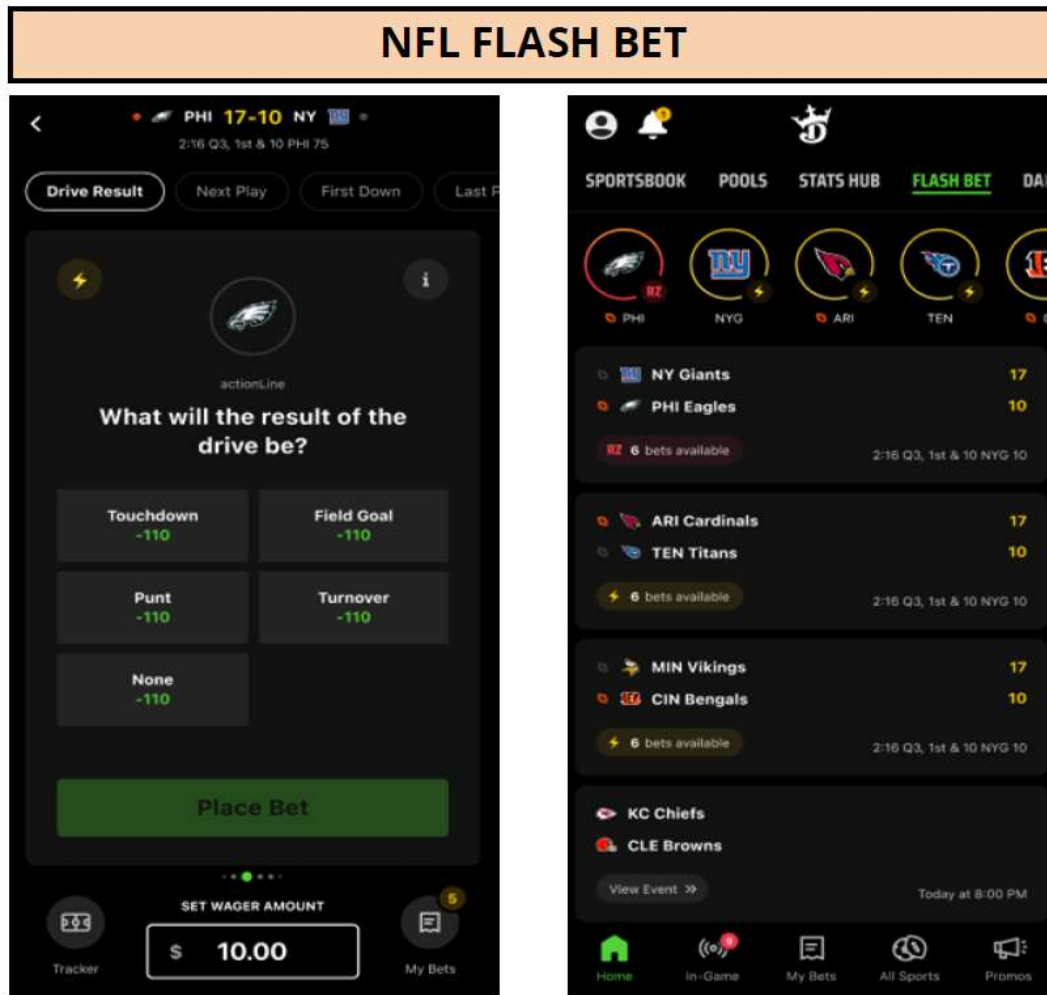 NFL FLASH BET
PHI 17-10 NY
2:16 Q3, 1st & 10 PHI 75
Drive Result Next Play First Down Last P
i
actionLine
What will the result of the
drive be?
Touchdown Field Goal
-110 -110
Punt Turnover
-110 -110
None
-110
Place Bet
SET WAGER AMOUNT
5
$ 10.00
Tracker My Bets
1
SPORTSBOOK POOLS STATS HUB FLASH BET DAI
RZ
PHI NYG ARI TEN
NY Giants 17
PHI Eagles 10
RZ 6 bets available 2:16 Q3, 1st & 10 NYG 10
ARI Cardinals 17
TEN Titans 10
6 bets available 2:16 Q3, 1st & 10 NYG 10
MIN Vikings 17
CIN Bengals 10
6 bets available 2:16 Q3, 1st & 10 NYG 10
KC Chiefs
CLE Browns
View Event >> Today at 8:00 PM
9
Home In-Game My Bets All Sports Promos